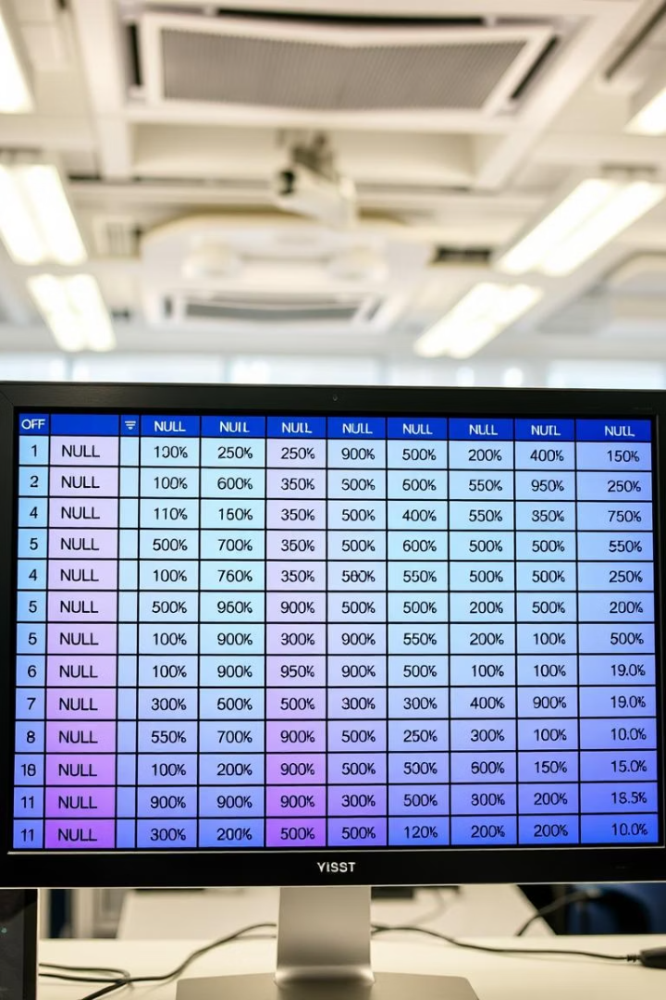 OFF NULL NULL NULL NULL NULL NULL NULL NULL
1 NULL 100% 250% 250% 900% 500% 200% 400% 150%
2 NULL 100% 600% 350% 300% 600% 550% 950% 250%
4 NULL 110% 150% 350% 500% 400% 550% 350% 750%
5 NULL 500% 700% 350% 500% 600% 500% 500% 550%
4 NULL 100% 760% 350% 580% 550% 500% 500% 250%
5 NULL 500% 950% 900% 500% 500% 200% 500% 200%
5 NULL 100% 900% 300% 900% 550% 200% 100% 500%
6 NULL 100% 900% 950% 900% 500% 100% 100% 19.0%
7 NULL 300% 500% 500% 300% 300% 400% 900% 19.0%
8 NULL 550% 700% 900% 500% 250% 300% 100% 10.0%
18 NULL 100% 200% 900% 500% 500% 600% 150% 15.0%
11 NULL 900% 900% 900% 300% 500% 300% 200% 18.5%
11 NULL 300% 200% 500% 500% 120% 200% 200% 10.0%
YISST